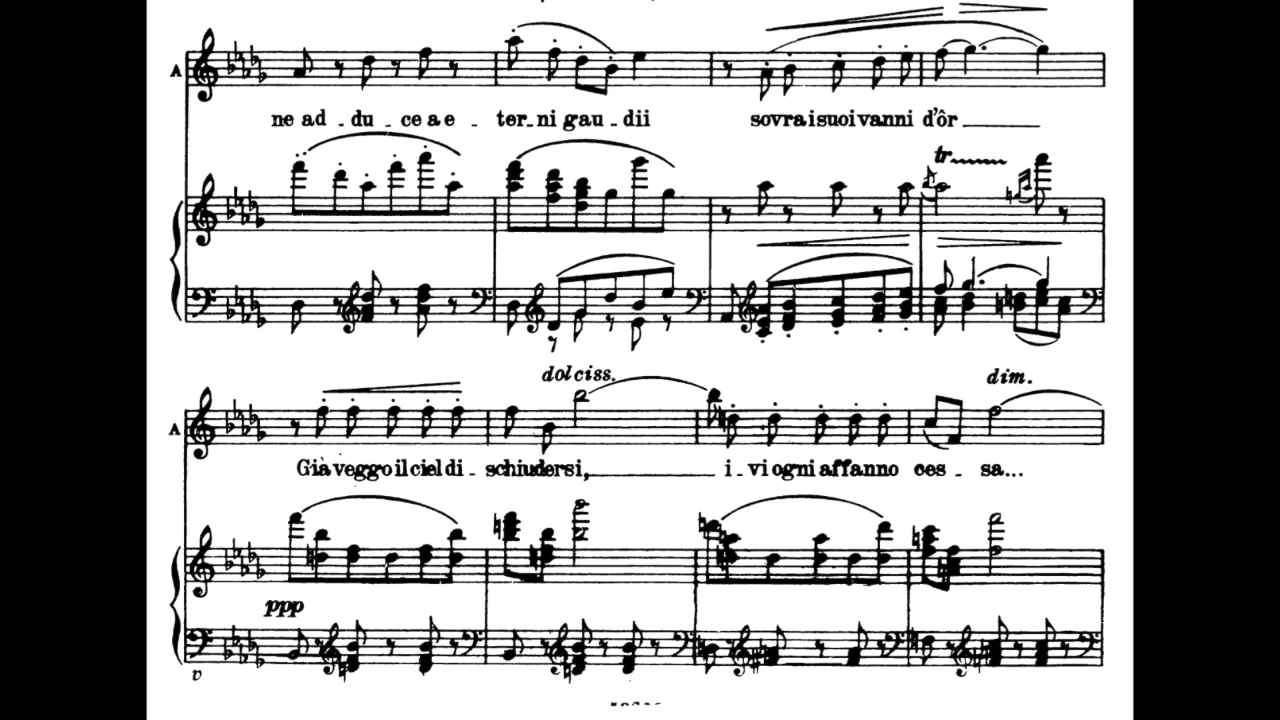 A
ne ad _ du _ ce a e _ ter _ ni gau _ dii sovra i suoi vanni d'ôr
tr
dolciss.
dim.
A
Già veggo il ciel di _ schiudersi, i _ vi ogni affanno ces _ sa...
ppp
v